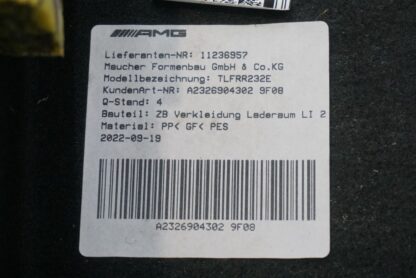 AMG
Lieferanten-NR: 11236957
Maucher Formenbau GmbH & Co.KG
Modellbezeichnung: TLFRR232E
KundenArt-NR: A2326904302 9F08
Q-Stand: 4
Bauteil: ZB Verkleidung Laderaum LI 2
Material: PP< GF< PES
2022-09-19
A2326904302 9F08